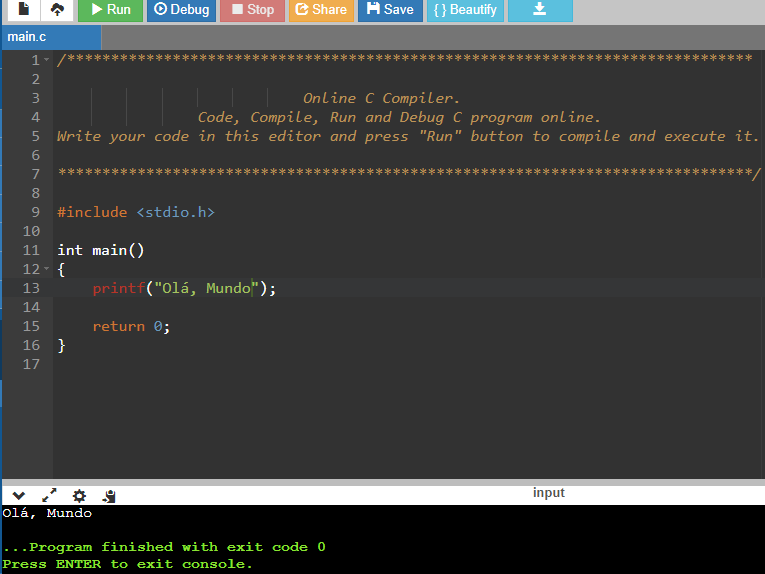 Run Debug Stop Share Save { } Beautify
main.c
1 /******************************************************************************
2
3 Online C Compiler.
4 Code, Compile, Run and Debug C program online.
5 Write your code in this editor and press "Run" button to compile and execute it.
6
7 *******************************************************************************/
8
9 #include <stdio.h>
10
11 int main()
12 {
13 printf("Olá, Mundo");
14
15 return 0;
16 }
17
input
Olá, Mundo
...Program finished with exit code 0
Press ENTER to exit console.